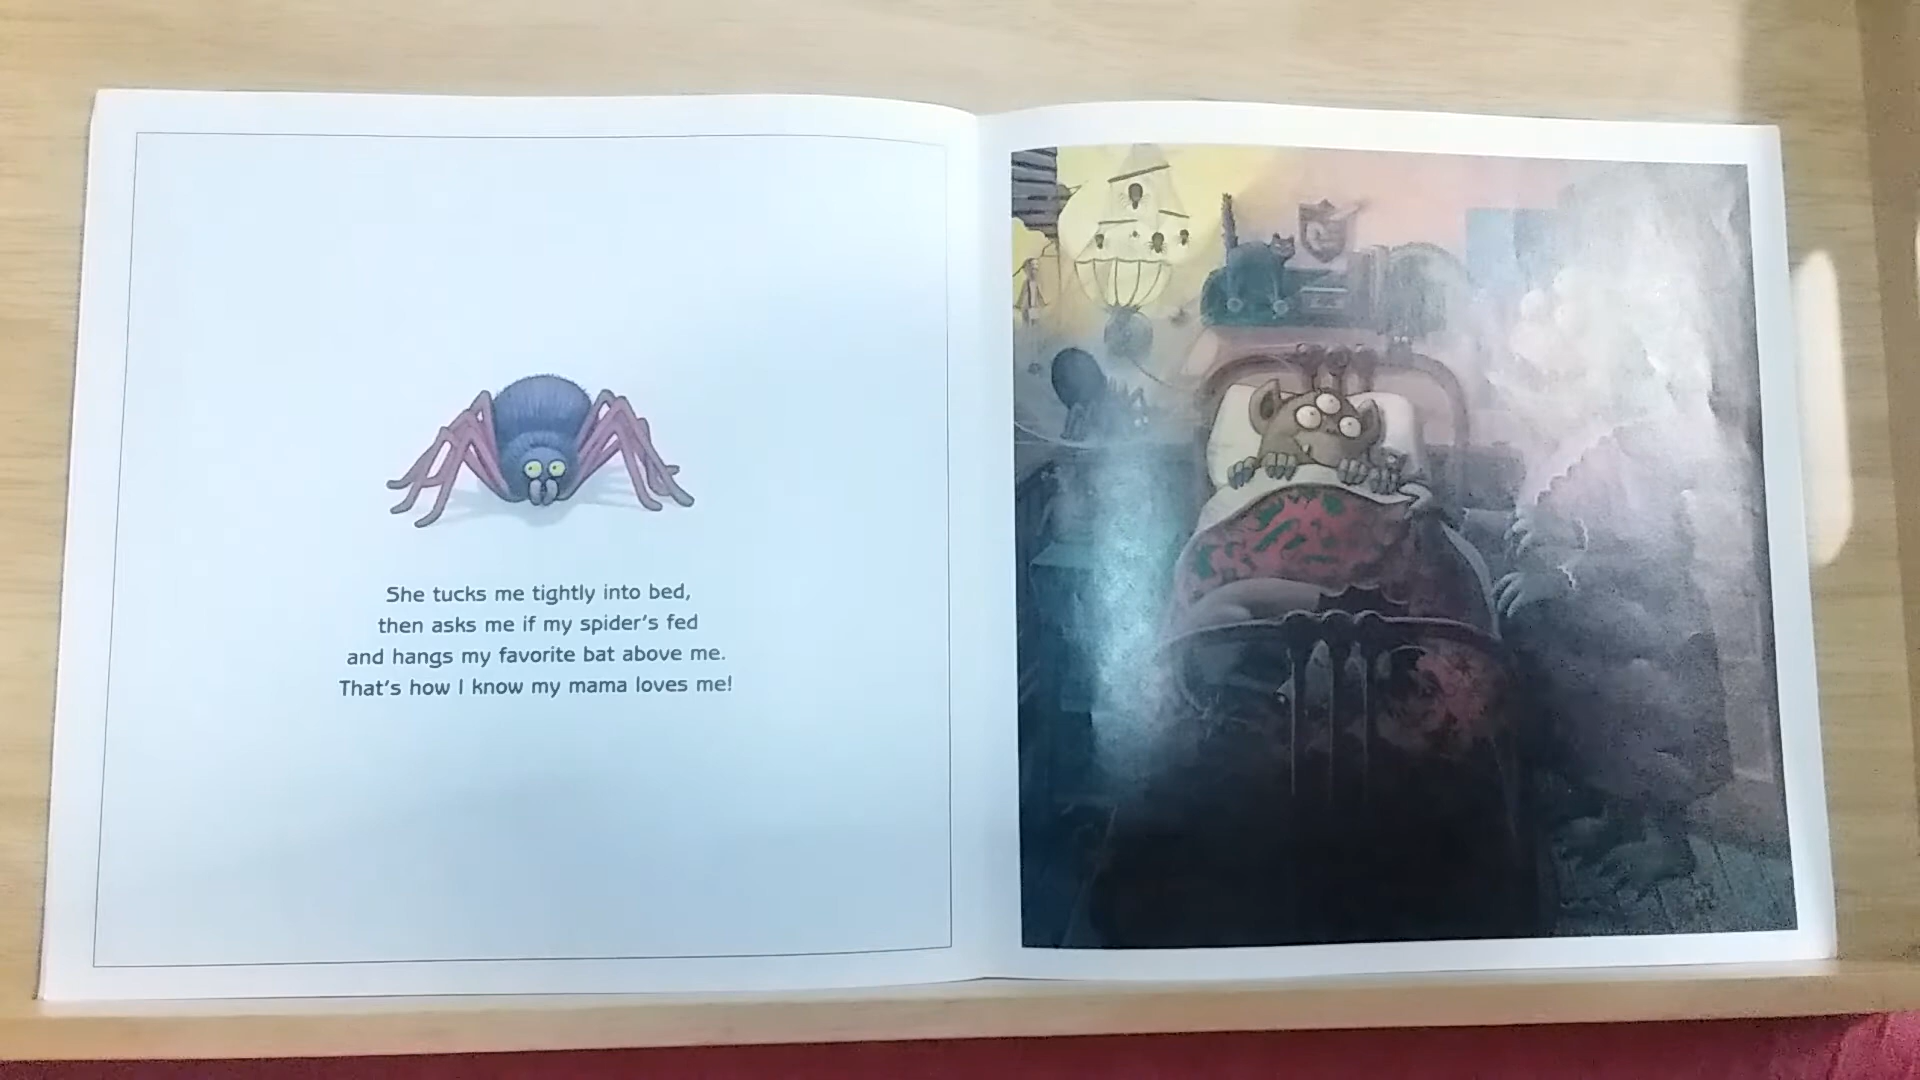 She tucks me tightly into bed,
then asks me if my spider's fed
and hangs my favorite bat above me.
That's how I know my mama loves me!